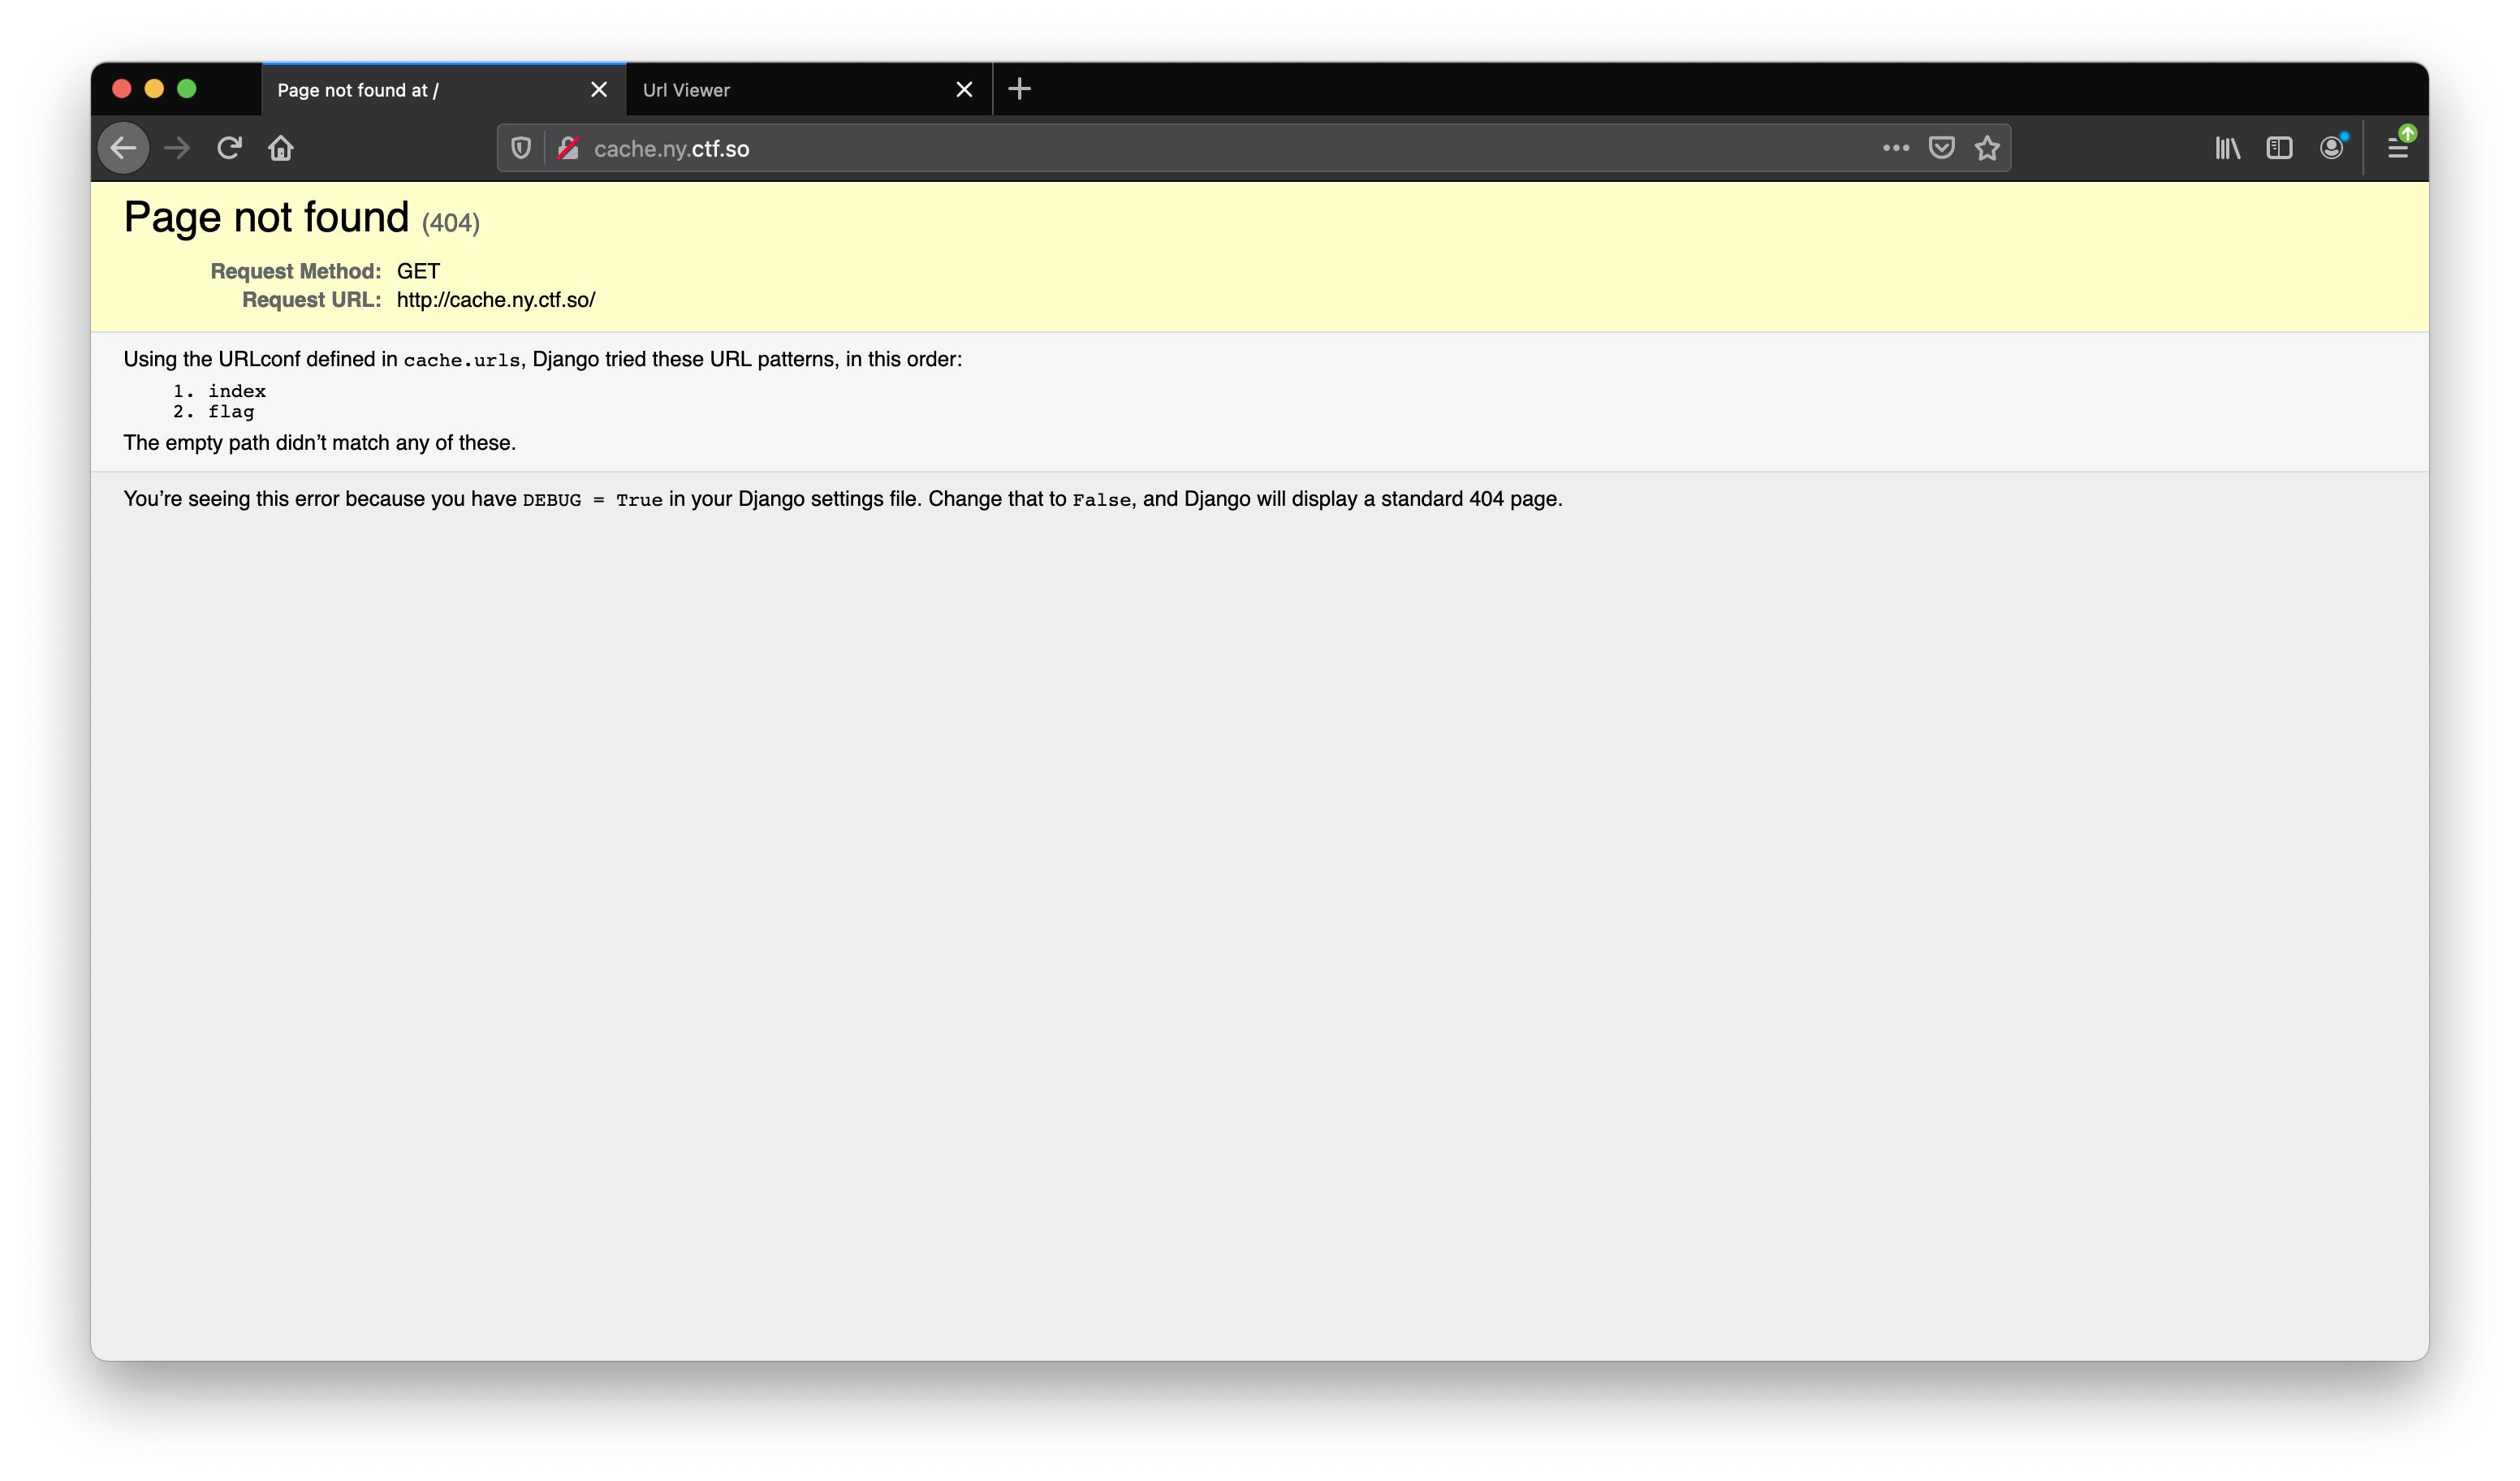 Page not found at /
Url Viewer
cache.ny.ctf.so
Page not found (404)
Request Method: GET
Request URL: http://cache.ny.ctf.so/
Using the URLconf defined in cache.urls, Django tried these URL patterns, in this order:
1. index
2. flag
The empty path didn’t match any of these.
You’re seeing this error because you have DEBUG = True in your Django settings file. Change that to False, and Django will display a standard 404 page.